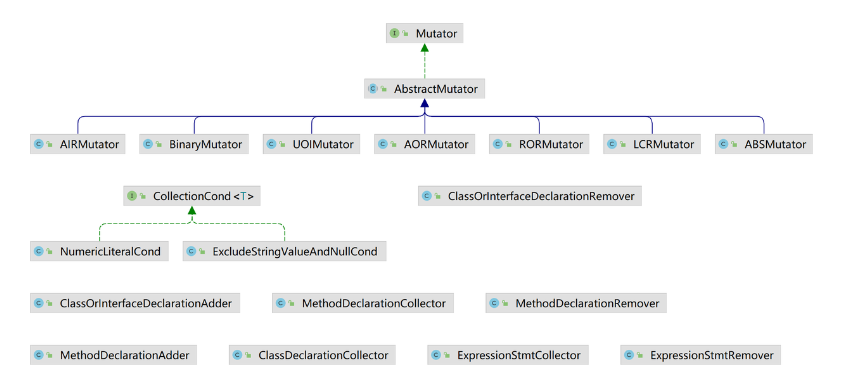 Mutator
AbstractMutator
AIRMutator BinaryMutator UOIMutator AORMutator RORMutator LCRMutator ABSMutator
CollectionCond <T> ClassOrInterfaceDeclarationRemover
NumericLiteralCond ExcludeStringValueAndNullCond
ClassOrInterfaceDeclarationAdder MethodDeclarationCollector MethodDeclarationRemover
MethodDeclarationAdder ClassDeclarationCollector ExpressionStmtCollector ExpressionStmtRemover